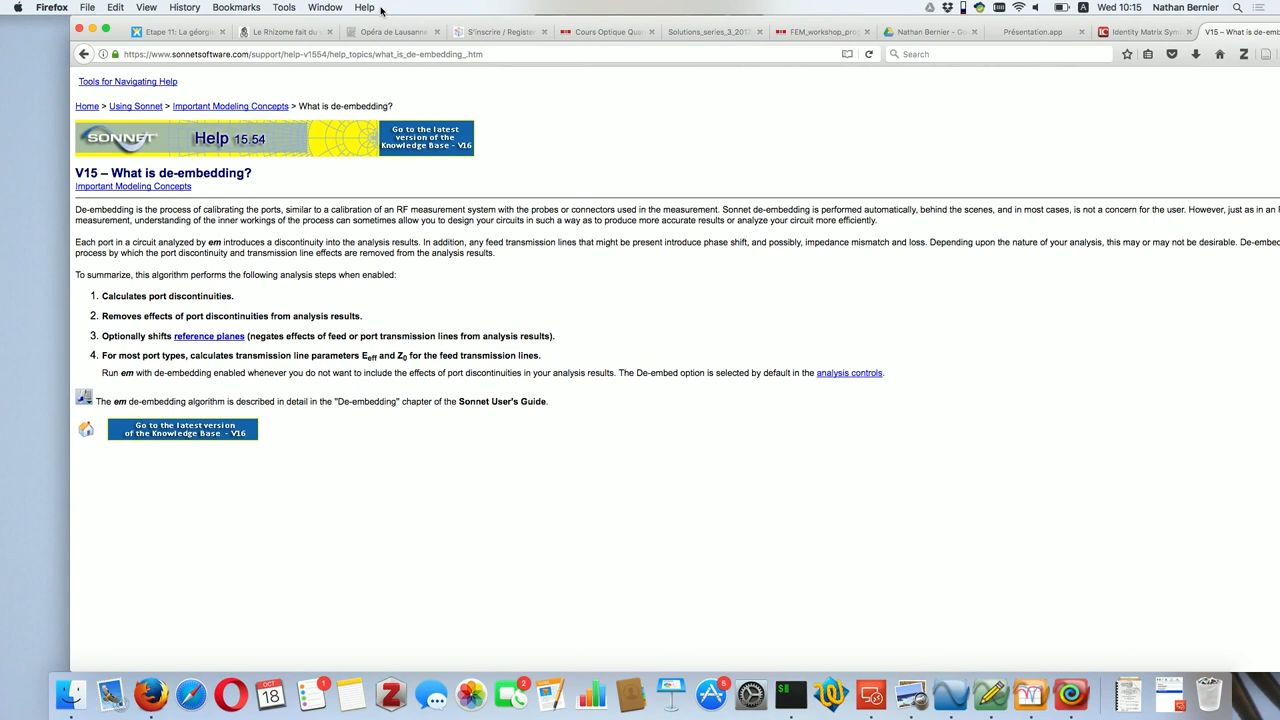 Firefox File Edit View History Bookmarks Tools Window Help
A Wed 10:15 Nathan Bernier
Etape 11: La géorgi
Le Rhizome fait du s
Opéra de Lausanne
S'inscrire / Register
Cours Optique Quan
Solutions_series_3_2017
FEM_workshop_prog
Nathan Bernier - Go
Présentation.app
Identity Matrix Sym
V15 – What is de-em
https://www.sonnetsoftware.com/support/help-v1554/help_topics/what_is_de-embedding_.htm
Search
Tools for Navigating Help
Home > Using Sonnet > Important Modeling Concepts > What is de-embedding?
SONNET Help 15.54
Go to the latest
version of the
Knowledge Base - V16
V15 – What is de-embedding?
Important Modeling Concepts
De-embedding is the process of calibrating the ports, similar to a calibration of an RF measurement system with the probes or connectors used in the measurement. Sonnet de-embedding is performed automatically, behind the scenes, and in most cases, is not a concern for the user. However, just as in an
measurement, understanding of the inner workings of the process can sometimes allow you to design your circuits in such a way as to produce more accurate results or analyze your circuit more efficiently.
Each port in a circuit analyzed by em introduces a discontinuity into the analysis results. In addition, any feed transmission lines that might be present introduce phase shift, and possibly, impedance mismatch and loss. Depending upon the nature of your analysis, this may or may not be desirable. De-embed
process by which the port discontinuity and transmission line effects are removed from the analysis results.
To summarize, this algorithm performs the following analysis steps when enabled:
1. Calculates port discontinuities.
2. Removes effects of port discontinuities from analysis results.
3. Optionally shifts reference planes (negates effects of feed or port transmission lines from analysis results).
4. For most port types, calculates transmission line parameters Eeff and Z0 for the feed transmission lines.
Run em with de-embedding enabled whenever you do not want to include the effects of port discontinuities in your analysis results. The De-embed option is selected by default in the analysis controls.
The em de-embedding algorithm is described in detail in the "De-embedding" chapter of the Sonnet User's Guide.
Go to the latest version
of the Knowledge Base - V16
OCT
18
1
2
5
$